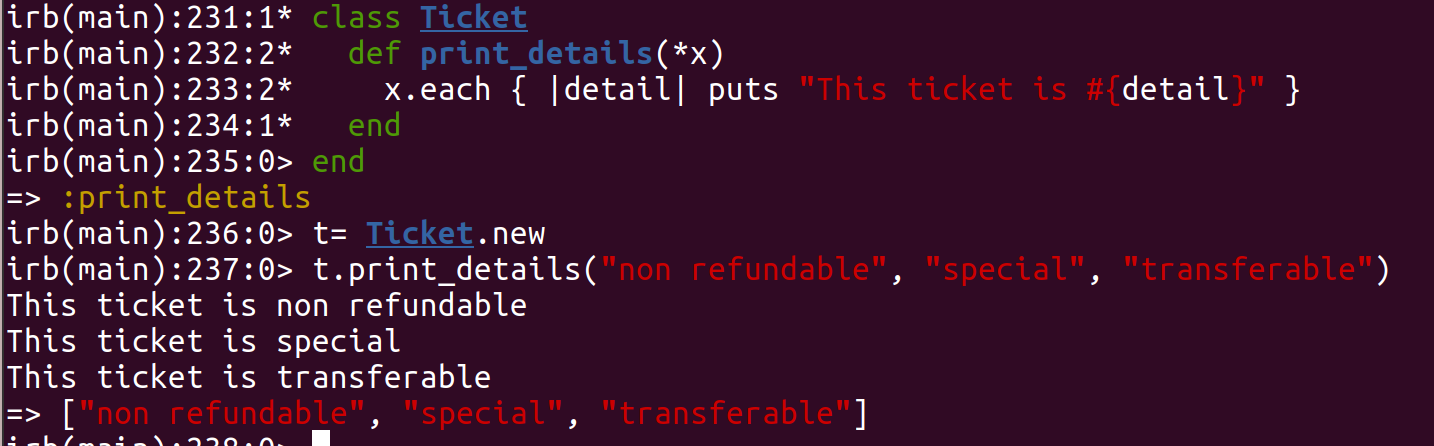 irb(main):231:1* class Ticket
irb(main):232:2*   def print_details(*x)
irb(main):233:2*     x.each { |detail| puts "This ticket is #{detail}" }
irb(main):234:1*   end
irb(main):235:0> end
=> :print_details
irb(main):236:0> t= Ticket.new
irb(main):237:0> t.print_details("non refundable", "special", "transferable")
This ticket is non refundable
This ticket is special
This ticket is transferable
=> ["non refundable", "special", "transferable"]
irb(main):238:0>